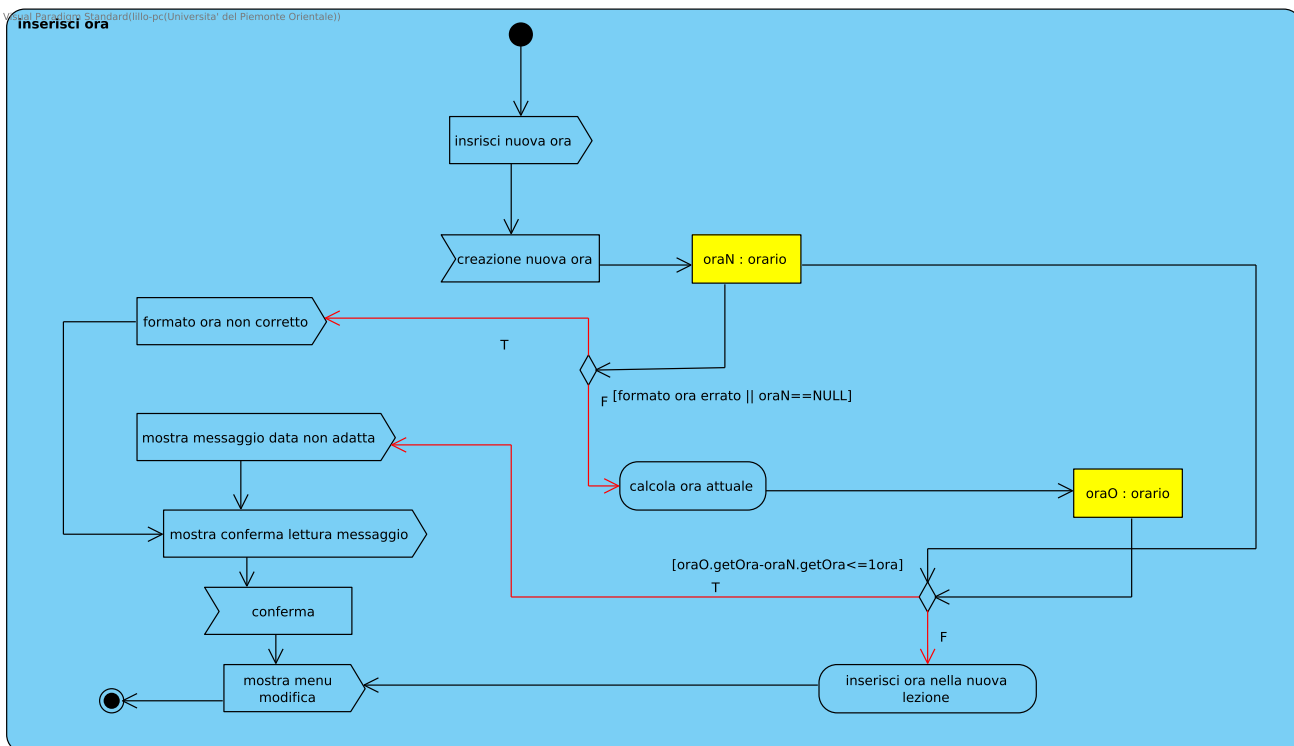 Visual Paradigm Standard(lillo-pc(Universita' del Piemonte Orientale))
inserisci ora
insrisci nuova ora
creazione nuova ora
oraN : orario
formato ora non corretto
T
F
[formato ora errato || oraN==NULL]
mostra messaggio data non adatta
calcola ora attuale
oraO : orario
mostra conferma lettura messaggio
[oraO.getOra-oraN.getOra<=1ora]
T
conferma
F
mostra menu
modifica
inserisci ora nella nuova
lezione